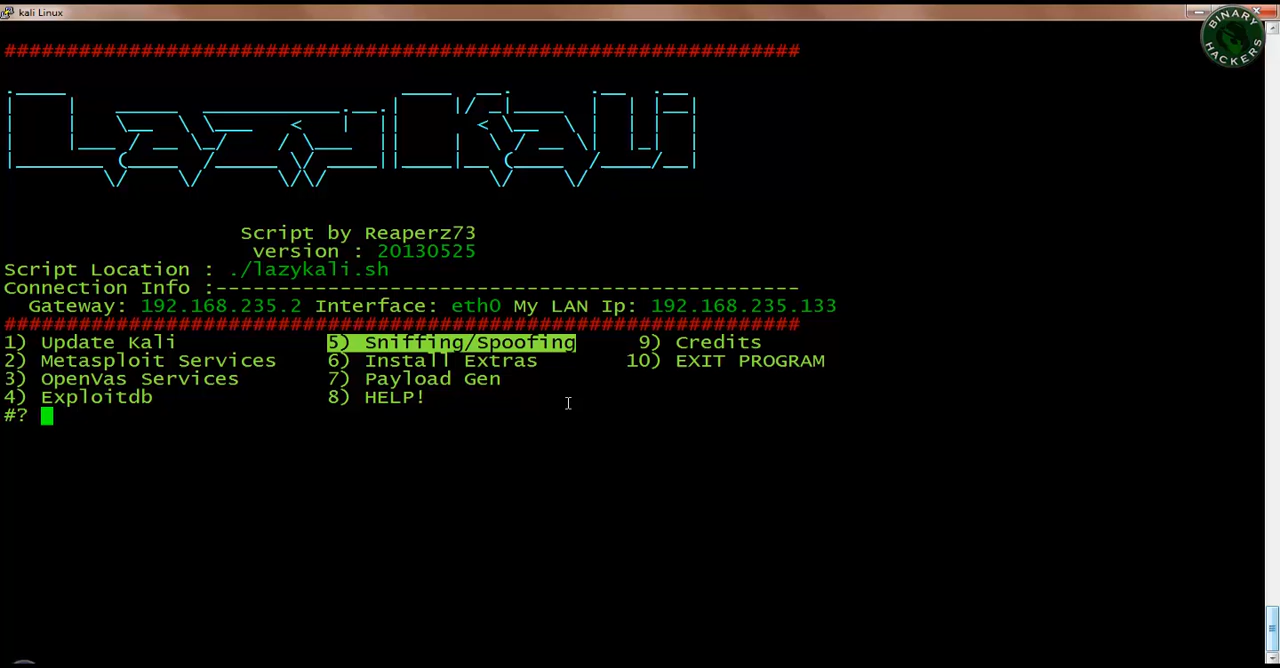 kali Linux
BINARY HACKERS
################################################################
LazyKali
Script by Reaperz73
version : 20130525
Script Location : ./lazykali.sh
Connection Info :-----------------------------------------------
Gateway: 192.168.235.2 Interface: eth0 My LAN Ip: 192.168.235.133
################################################################
1) Update Kali 5) Sniffing/Spoofing 9) Credits
2) Metasploit Services 6) Install Extras 10) EXIT PROGRAM
3) OpenVas Services 7) Payload Gen
4) Exploitdb 8) HELP!
#?